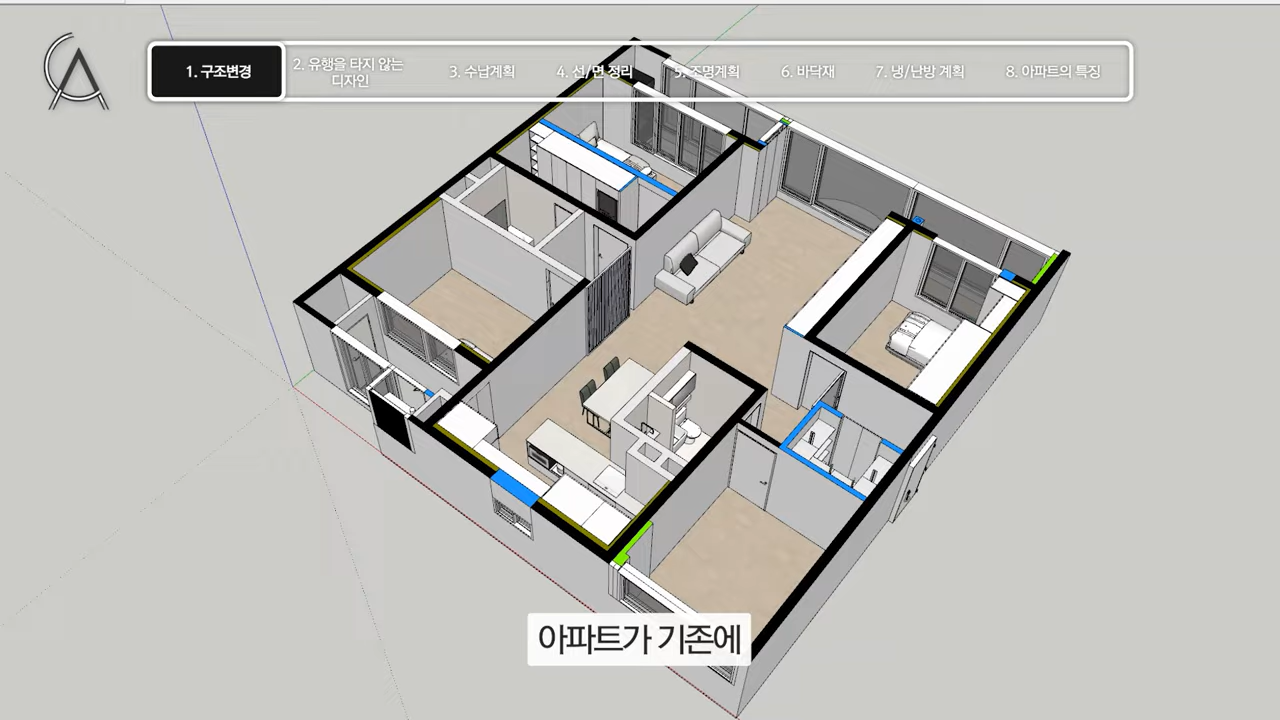 1. 구조변경
2. 유행을 타지 않는
디자인
3. 수납계획
4. 선/면 정리
5. 조명계획
6. 바닥재
7. 냉/난방 계획
8. 아파트의 특징
아파트가 기존에